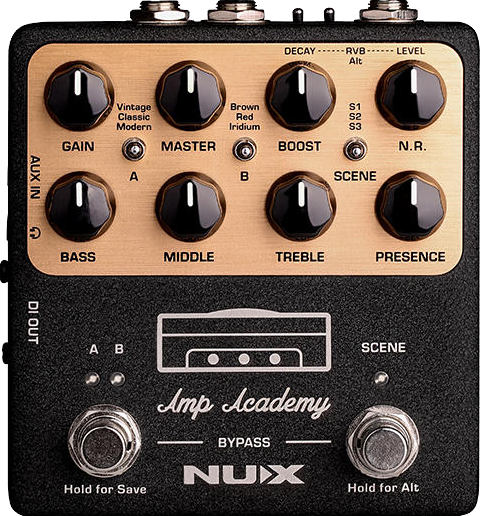 DECAY RVB LEVEL
Alt
GAIN
Vintage
Classic
Modern
MASTER
Brown
Red
Iridium
BOOST
S1
S2
S3
N.R.
A
B
SCENE
AUX IN
BASS
MIDDLE
TREBLE
PRESENCE
DI OUT
A B
SCENE
Amp Academy
BYPASS
NUX
Hold for Save
Hold for Alt